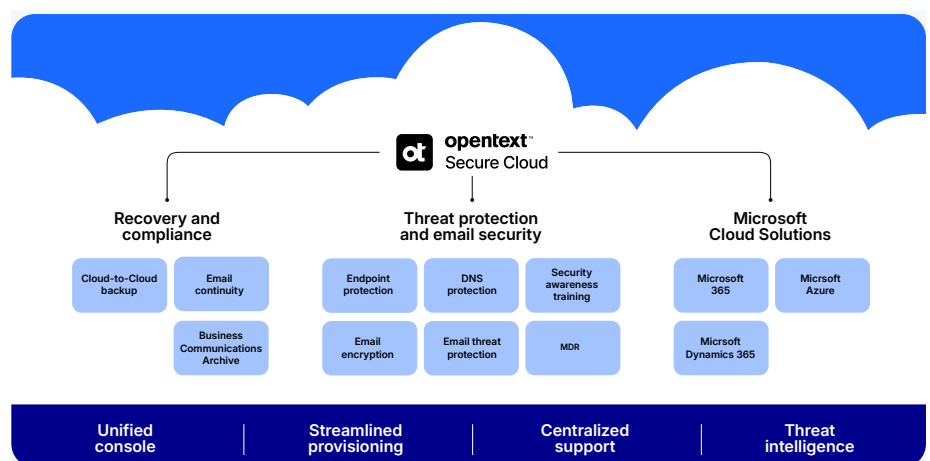 ot opentext™
Secure Cloud
Recovery and
compliance
Threat protection
and email security
Microsoft
Cloud Solutions
Cloud-to-Cloud
backup
Email
continuity
Business
Communications
Archive
Endpoint
protection
DNS
protection
Security
awareness
training
Email
encryption
Email threat
protection
MDR
Microsoft
365
Micrsoft
Azure
Micrsoft
Dynamics 365
Unified
console
Streamlined
provisioning
Centralized
support
Threat
intelligence